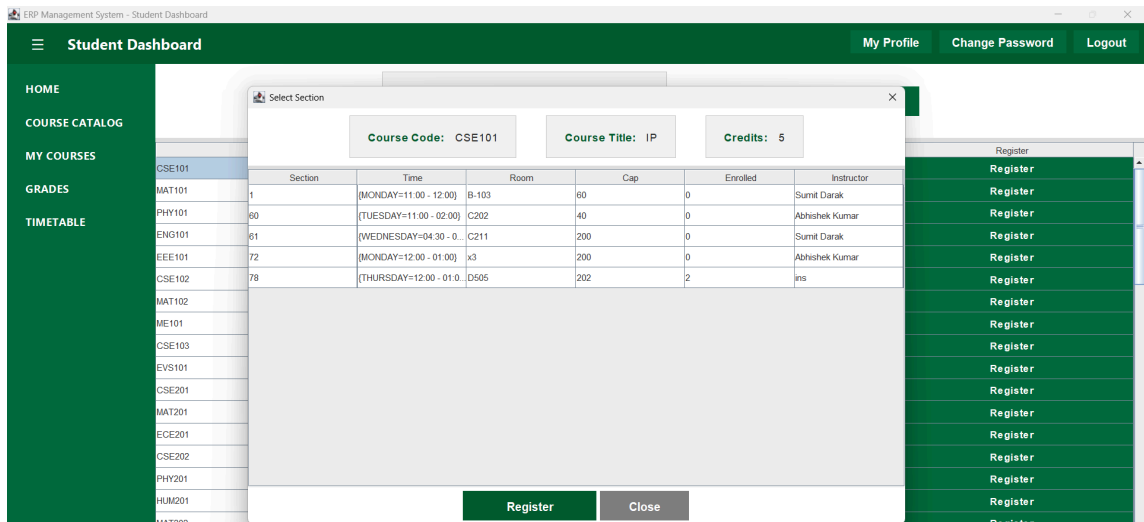 ERP Management System - Student Dashboard
☰ Student Dashboard My Profile Change Password Logout
HOME
COURSE CATALOG
MY COURSES
GRADES
TIMETABLE
Select Section
Course Code: CSE101 Course Title: IP Credits: 5
Section Time Room Cap Enrolled Instructor
1 {MONDAY=11:00 - 12:00} B-103 60 0 Sumit Darak
60 {TUESDAY=11:00 - 02:00} C202 40 0 Abhishek Kumar
61 {WEDNESDAY=04:30 - 0... C211 200 0 Sumit Darak
72 {MONDAY=12:00 - 01:00} x3 200 0 Abhishek Kumar
78 {THURSDAY=12:00 - 01:0... D505 202 2 ins
Register Close
Register
CSE101 Register
MAT101 Register
PHY101 Register
ENG101 Register
EEE101 Register
CSE102 Register
MAT102 Register
ME101 Register
CSE103 Register
EVS101 Register
CSE201 Register
MAT201 Register
ECE201 Register
CSE202 Register
PHY201 Register
HUM201 Register